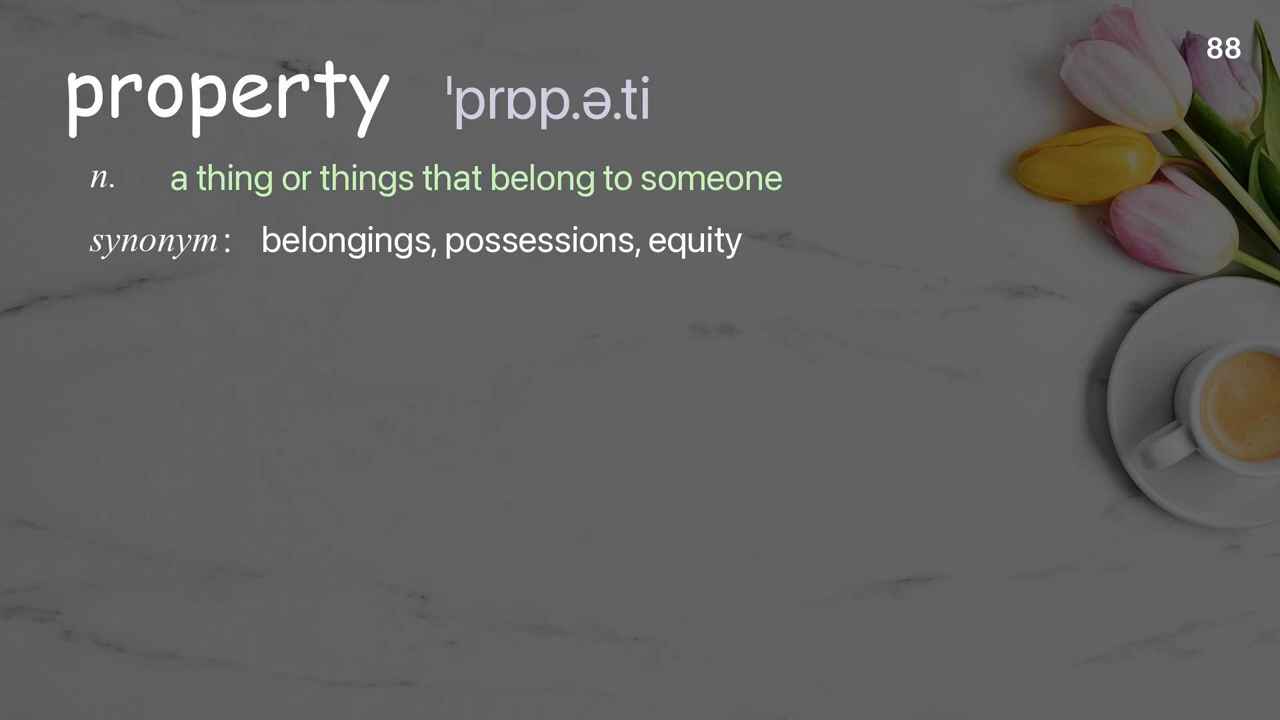 88
property ˈprɒp.ə.ti
n. a thing or things that belong to someone
synonym: belongings, possessions, equity